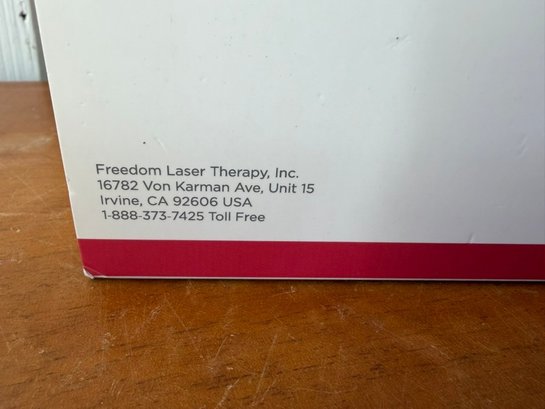 Freedom Laser Therapy, Inc.
16782 Von Karman Ave, Unit 15
Irvine, CA 92606 USA
1-888-373-7425 Toll Free